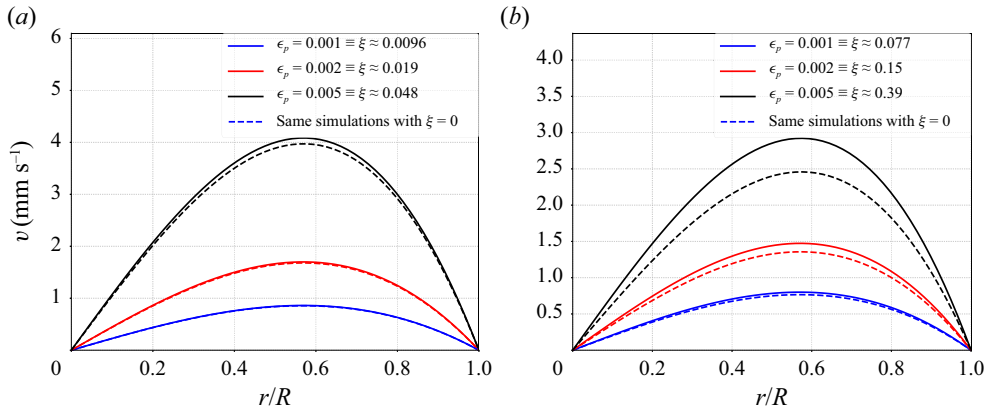 (a)
6
5
4
3
2
1
0
0.2
0.4
0.6
0.8
1.0
v (mm s⁻¹)
r/R
ϵₚ = 0.001 ≡ ξ ≈ 0.0096
ϵₚ = 0.002 ≡ ξ ≈ 0.019
ϵₚ = 0.005 ≡ ξ ≈ 0.048
Same simulations with ξ = 0
(b)
4.0
3.5
3.0
2.5
2.0
1.5
1.0
0.5
0
0.2
0.4
0.6
0.8
1.0
r/R
ϵₚ = 0.001 ≡ ξ ≈ 0.077
ϵₚ = 0.002 ≡ ξ ≈ 0.15
ϵₚ = 0.005 ≡ ξ ≈ 0.39
Same simulations with ξ = 0